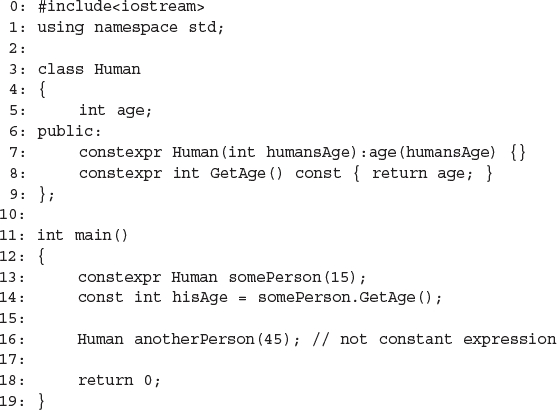 0: #include<iostream>
1: using namespace std;
2:
3: class Human
4: {
5:     int age;
6: public:
7:     constexpr Human(int humansAge):age(humansAge) {}
8:     constexpr int GetAge() const { return age; }
9: };
10:
11: int main()
12: {
13:     constexpr Human somePerson(15);
14:     const int hisAge = somePerson.GetAge();
15:
16:     Human anotherPerson(45); // not constant expression
17:
18:     return 0;
19: }